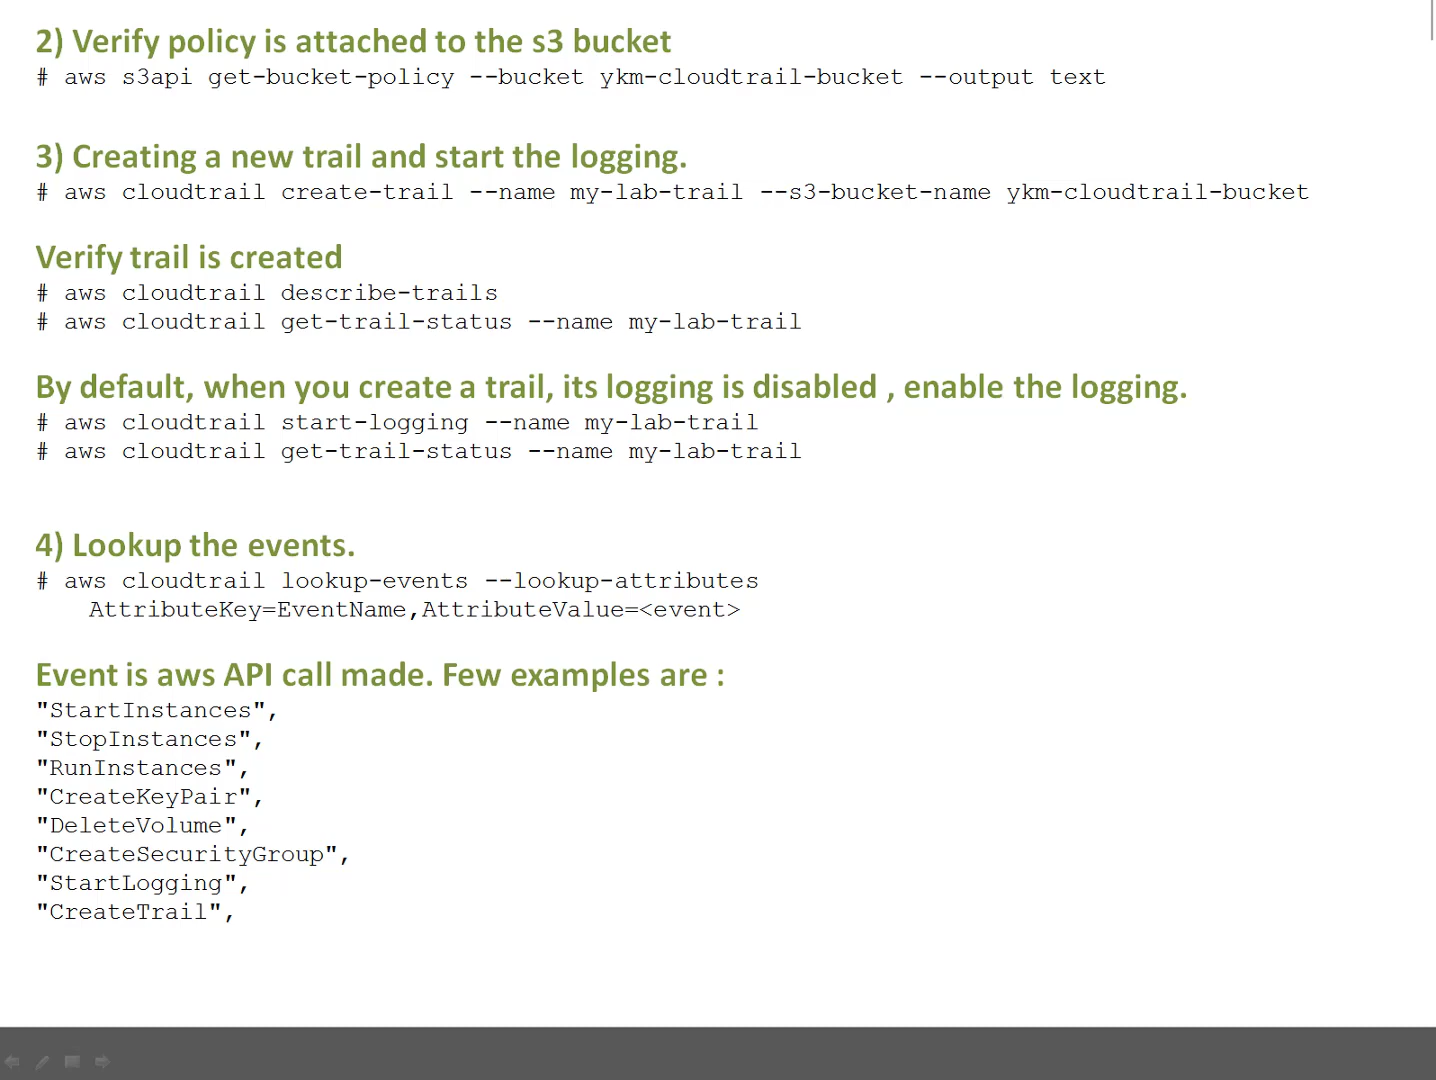 2) Verify policy is attached to the s3 bucket
# aws s3api get-bucket-policy --bucket ykm-cloudtrail-bucket --output text
3) Creating a new trail and start the logging.
# aws cloudtrail create-trail --name my-lab-trail --s3-bucket-name ykm-cloudtrail-bucket
Verify trail is created
# aws cloudtrail describe-trails
# aws cloudtrail get-trail-status --name my-lab-trail
By default, when you create a trail, its logging is disabled , enable the logging.
# aws cloudtrail start-logging --name my-lab-trail
# aws cloudtrail get-trail-status --name my-lab-trail
4) Lookup the events.
# aws cloudtrail lookup-events --lookup-attributes
AttributeKey=EventName,AttributeValue=<event>
Event is aws API call made. Few examples are :
"StartInstances",
"StopInstances",
"RunInstances",
"CreateKeyPair",
"DeleteVolume",
"CreateSecurityGroup",
"StartLogging",
"CreateTrail",